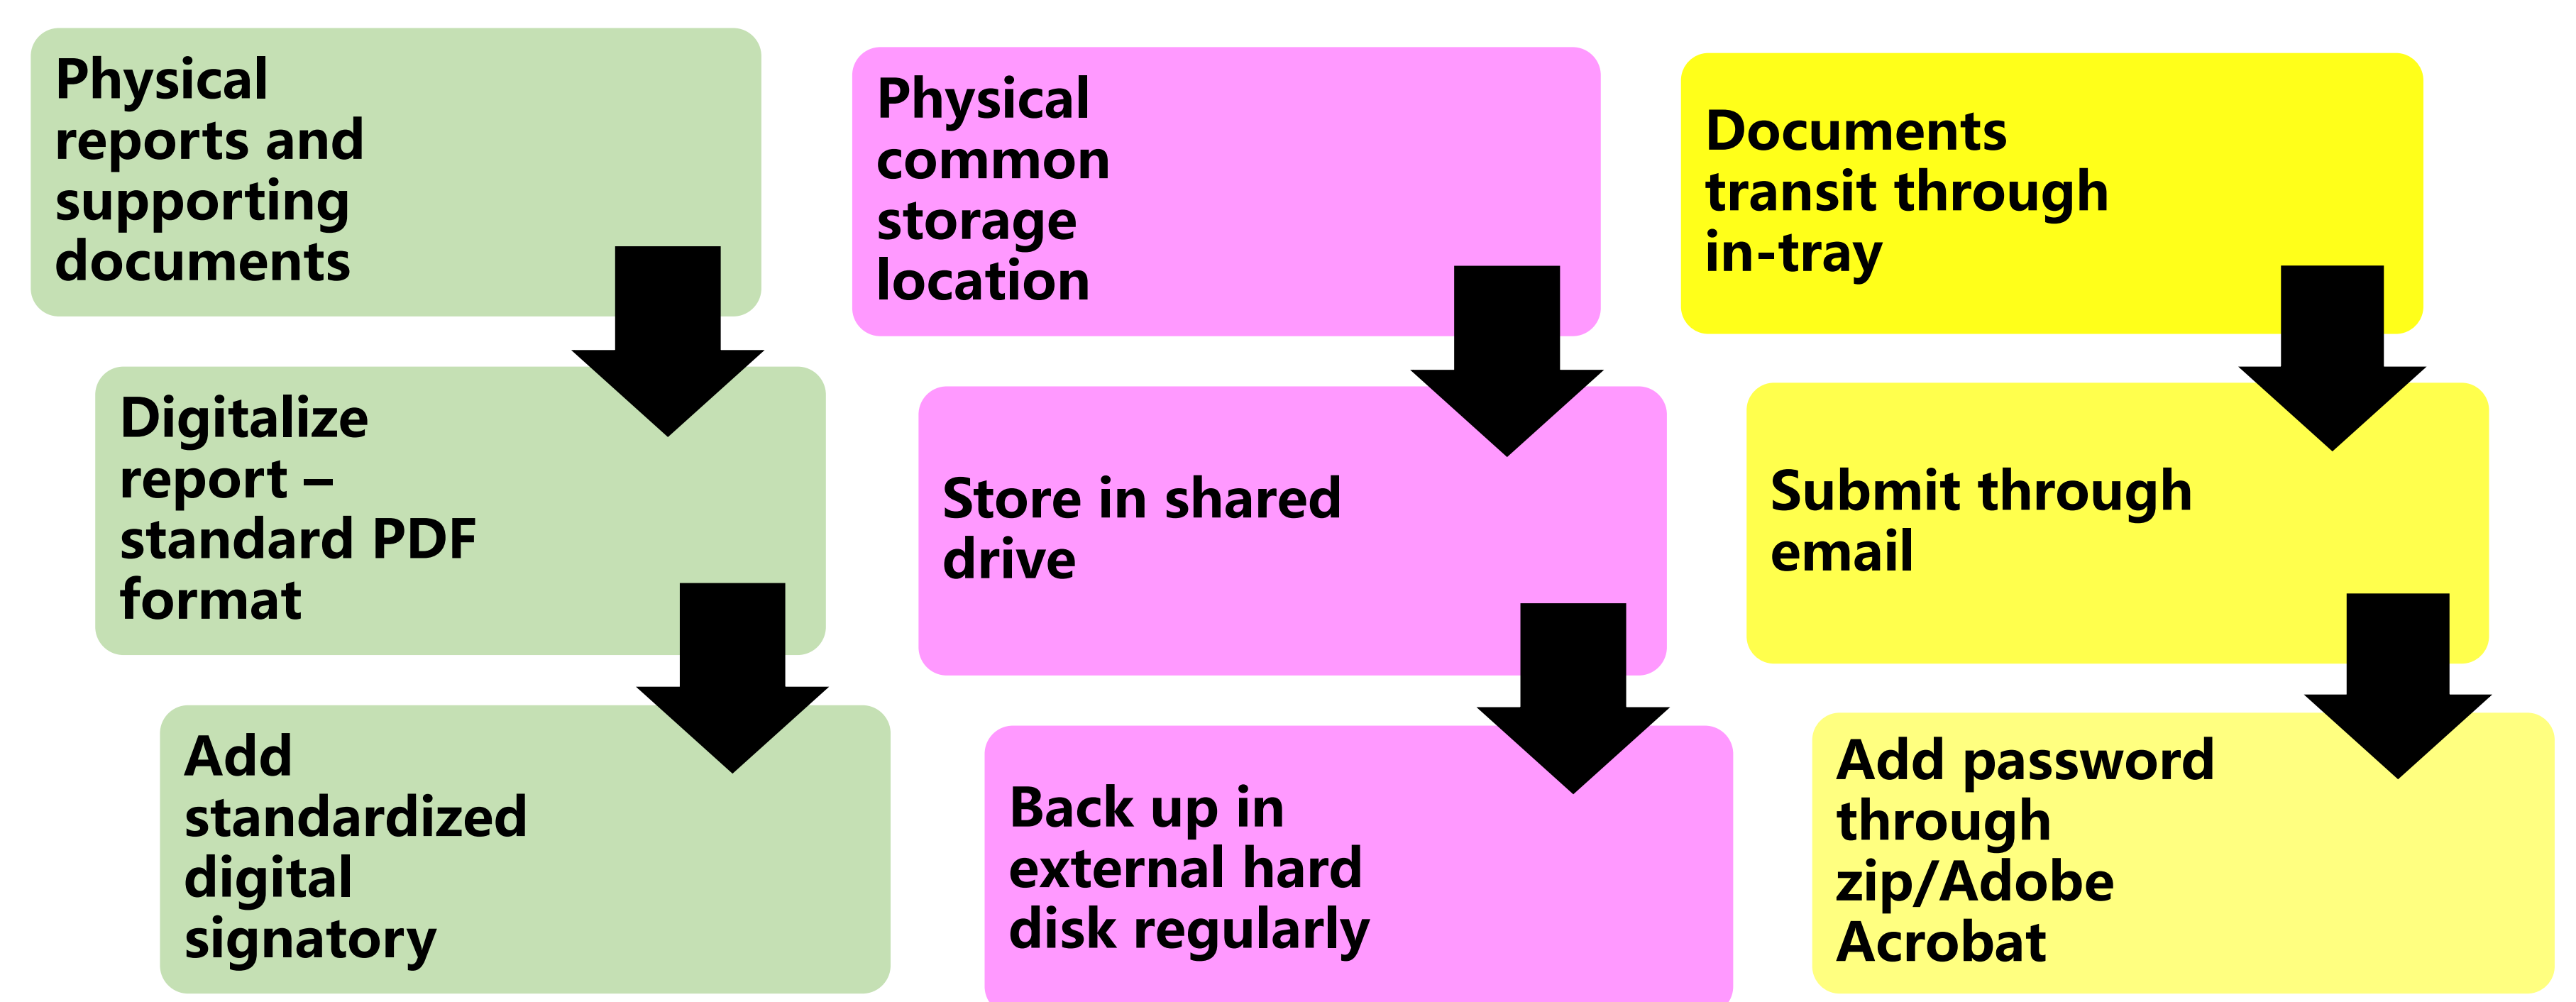 Physical
reports and
supporting
documents
Digitalize
report –
standard PDF
format
Add
standardized
digital
signatory
Physical
common
storage
location
Store in shared
drive
Back up in
external hard
disk regularly
Documents
transit through
in-tray
Submit through
email
Add password
through
zip/Adobe
Acrobat